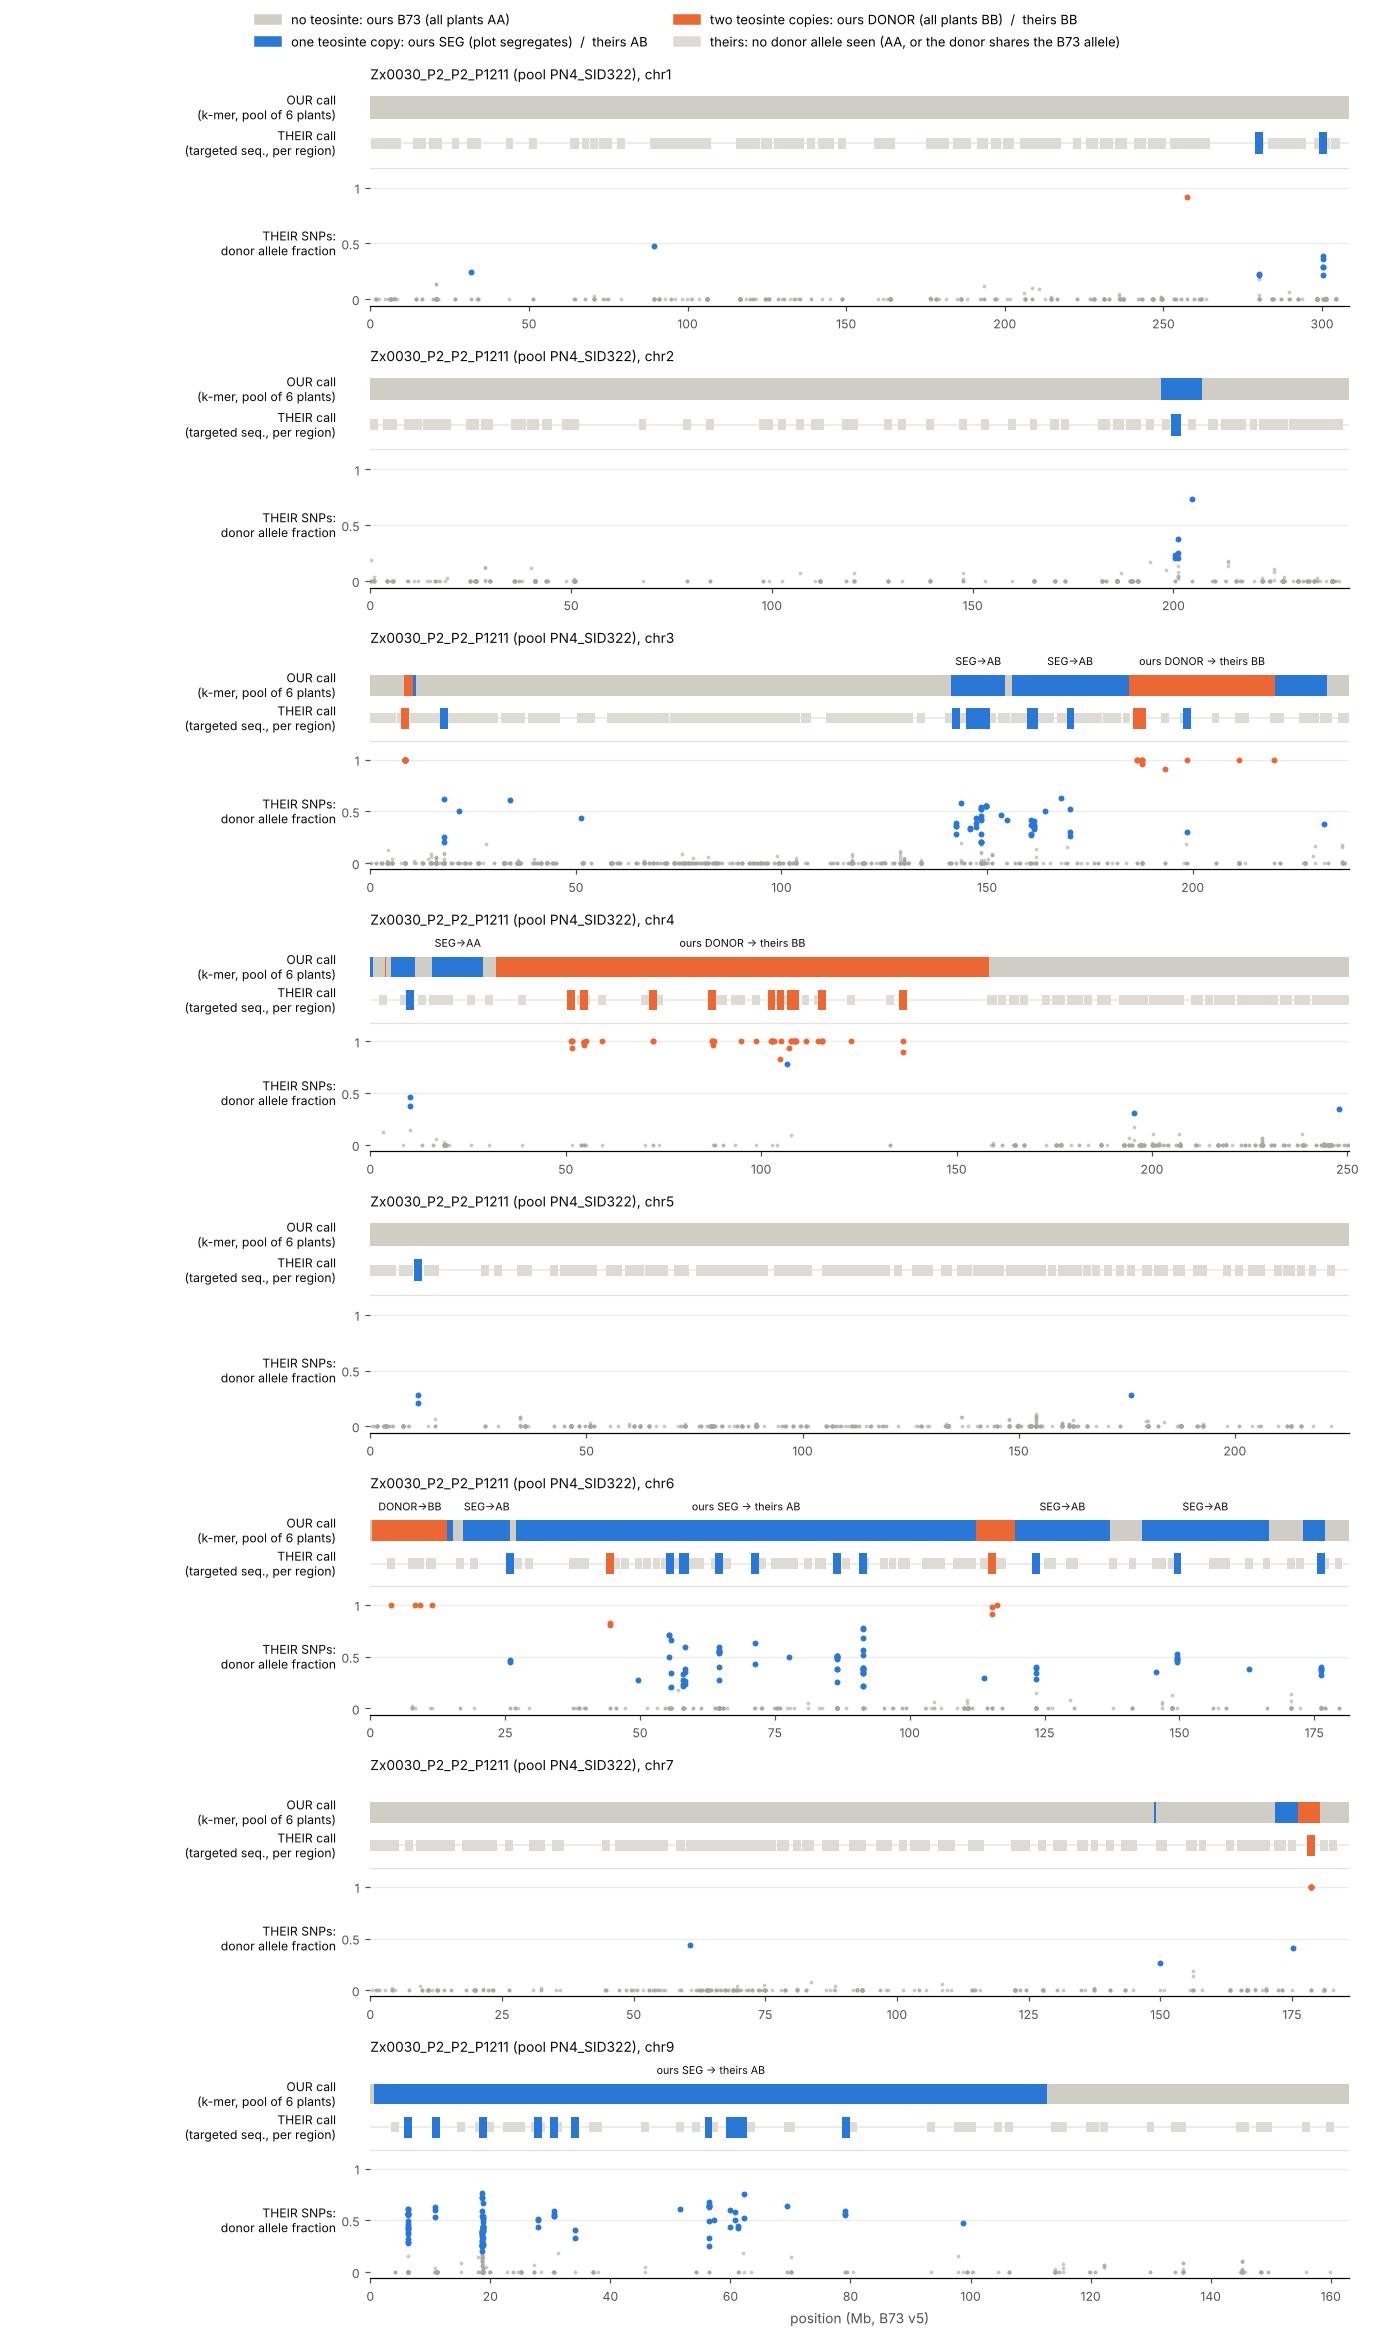 no teosinte: ours B73 (all plants AA)
two teosinte copies: ours DONOR (all plants BB)  /  theirs BB
one teosinte copy: ours SEG (plot segregates)  /  theirs AB
theirs: no donor allele seen (AA, or the donor shares the B73 allele)
Zx0030_P2_P2_P1211 (pool PN4_SID322), chr1
OUR call
(k-mer, pool of 6 plants)
THEIR call
(targeted seq., per region)
1
THEIR SNPs:
donor allele fraction
0.5
0
0 50 100 150 200 250 300
Zx0030_P2_P2_P1211 (pool PN4_SID322), chr2
OUR call
(k-mer, pool of 6 plants)
THEIR call
(targeted seq., per region)
1
THEIR SNPs:
donor allele fraction
0.5
0
0 50 100 150 200
Zx0030_P2_P2_P1211 (pool PN4_SID322), chr3
SEG→AB SEG→AB ours DONOR → theirs BB
OUR call
(k-mer, pool of 6 plants)
THEIR call
(targeted seq., per region)
1
THEIR SNPs:
donor allele fraction
0.5
0
0 50 100 150 200
Zx0030_P2_P2_P1211 (pool PN4_SID322), chr4
SEG→AA ours DONOR → theirs BB
OUR call
(k-mer, pool of 6 plants)
THEIR call
(targeted seq., per region)
1
THEIR SNPs:
donor allele fraction
0.5
0
0 50 100 150 200 250
Zx0030_P2_P2_P1211 (pool PN4_SID322), chr5
OUR call
(k-mer, pool of 6 plants)
THEIR call
(targeted seq., per region)
1
THEIR SNPs:
donor allele fraction
0.5
0
0 50 100 150 200
Zx0030_P2_P2_P1211 (pool PN4_SID322), chr6
DONOR→BB SEG→AB ours SEG → theirs AB SEG→AB SEG→AB
OUR call
(k-mer, pool of 6 plants)
THEIR call
(targeted seq., per region)
1
THEIR SNPs:
donor allele fraction
0.5
0
0 25 50 75 100 125 150 175
Zx0030_P2_P2_P1211 (pool PN4_SID322), chr7
OUR call
(k-mer, pool of 6 plants)
THEIR call
(targeted seq., per region)
1
THEIR SNPs:
donor allele fraction
0.5
0
0 25 50 75 100 125 150 175
Zx0030_P2_P2_P1211 (pool PN4_SID322), chr9
ours SEG → theirs AB
OUR call
(k-mer, pool of 6 plants)
THEIR call
(targeted seq., per region)
1
THEIR SNPs:
donor allele fraction
0.5
0
0 20 40 60 80 100 120 140 160
position (Mb, B73 v5)